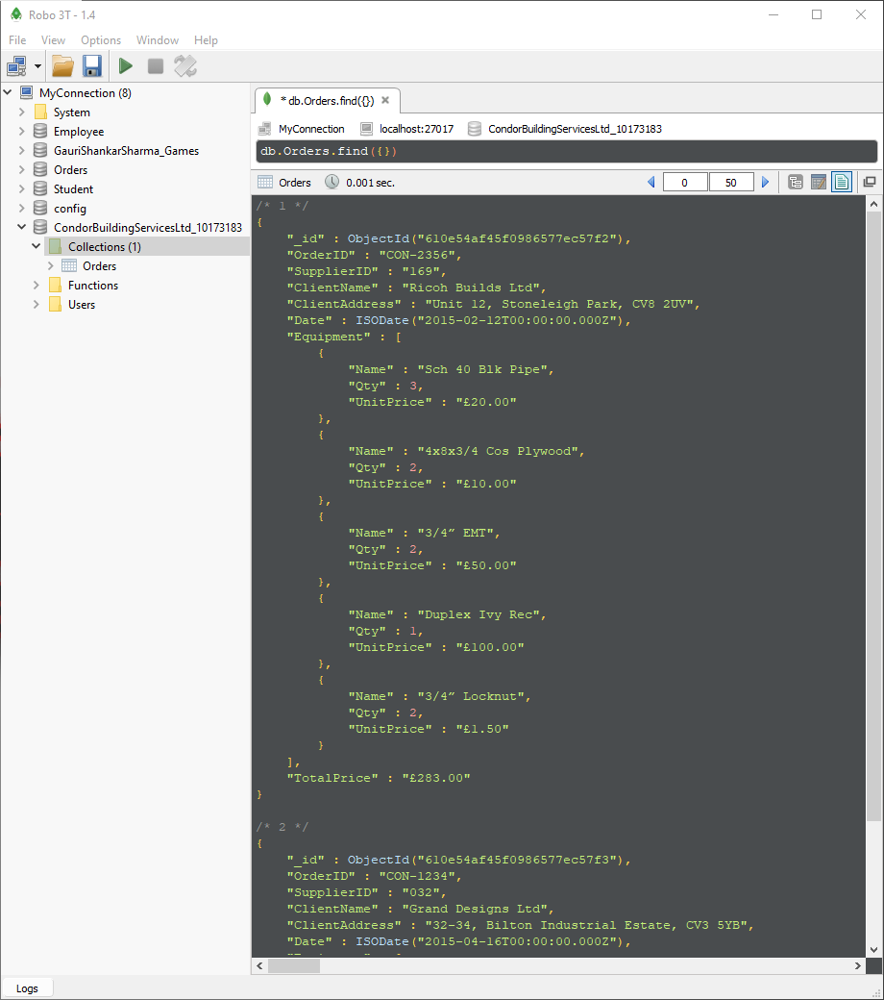 Robo 3T - 1.4
File View Options Window Help
MyConnection (8)
System
Employee
GauriShankarSharma_Games
Orders
Student
config
CondorBuildingServicesLtd_10173183
Collections (1)
Orders
Functions
Users
* db.Orders.find({})
MyConnection localhost:27017 CondorBuildingServicesLtd_10173183
db.Orders.find({})
Orders 0.001 sec. 0 50
/* 1 */
{
"_id" : ObjectId("610e54af45f0986577ec57f2"),
"OrderID" : "CON-2356",
"SupplierID" : "169",
"ClientName" : "Ricoh Builds Ltd",
"ClientAddress" : "Unit 12, Stoneleigh Park, CV8 2UV",
"Date" : ISODate("2015-02-12T00:00:00.000Z"),
"Equipment" : [
{
"Name" : "Sch 40 Blk Pipe",
"Qty" : 3,
"UnitPrice" : "£20.00"
},
{
"Name" : "4x8x3/4 Cos Plywood",
"Qty" : 2,
"UnitPrice" : "£10.00"
},
{
"Name" : "3/4” EMT",
"Qty" : 2,
"UnitPrice" : "£50.00"
},
{
"Name" : "Duplex Ivy Rec",
"Qty" : 1,
"UnitPrice" : "£100.00"
},
{
"Name" : "3/4” Locknut",
"Qty" : 2,
"UnitPrice" : "£1.50"
}
],
"TotalPrice" : "£283.00"
}
/* 2 */
{
"_id" : ObjectId("610e54af45f0986577ec57f3"),
"OrderID" : "CON-1234",
"SupplierID" : "032",
"ClientName" : "Grand Designs Ltd",
"ClientAddress" : "32-34, Bilton Industrial Estate, CV3 5YB",
"Date" : ISODate("2015-04-16T00:00:00.000Z"),
Logs